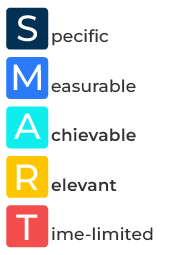 Specific
Measurable
Achievable
Relevant
Time-limited